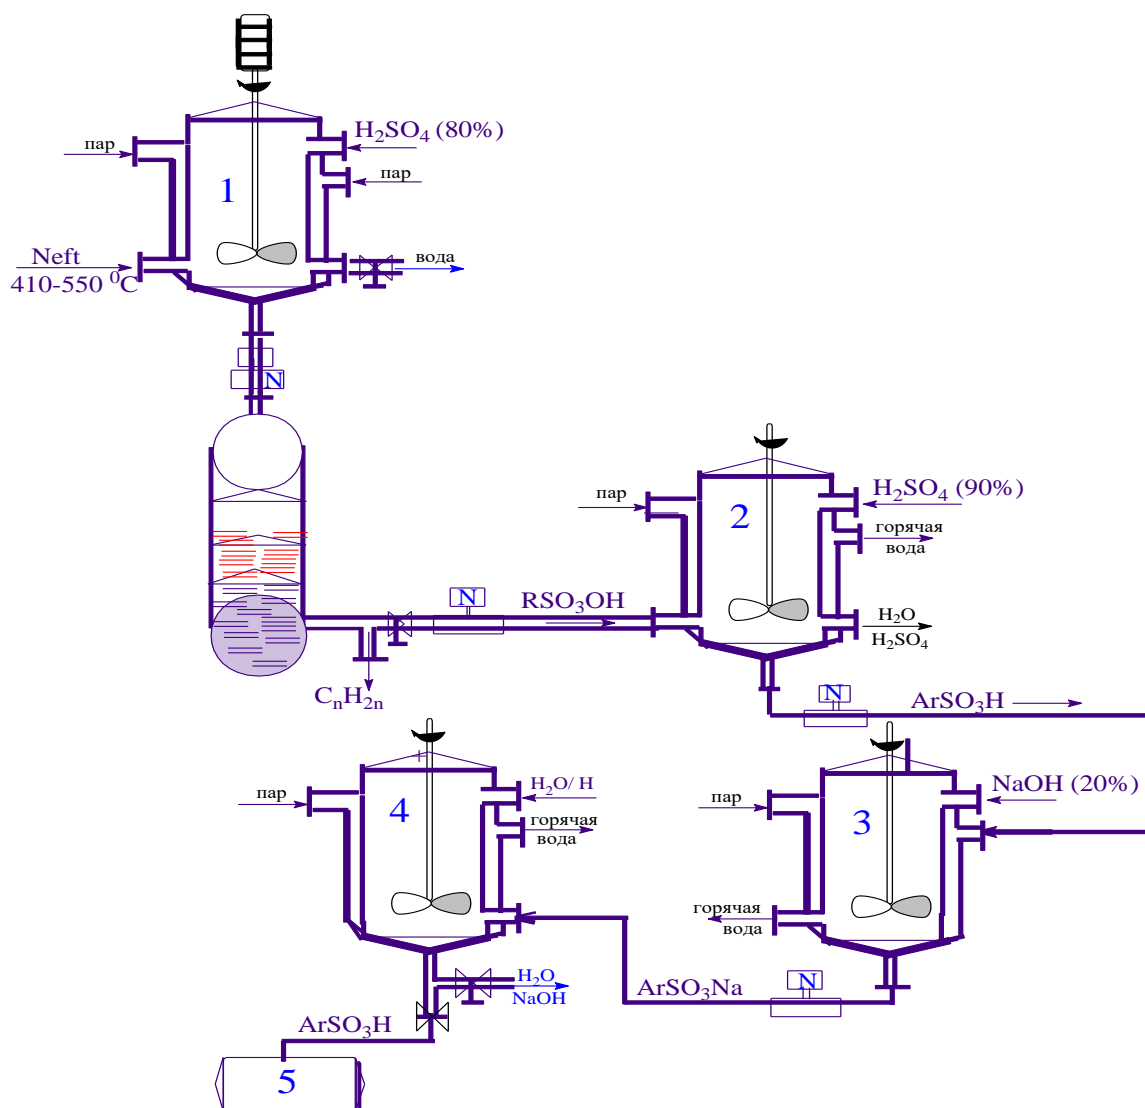 H₂SO₄ (80%)
пар
1
пар
Neft
410-550 ⁰C
вода
N
H₂SO₄ (90%)
пар
2
горячая
вода
N
RSO₃OH
H₂O
H₂SO₄
CₙH₂ₙ
N
ArSO₃H
+
H₂O/ H
NaOH (20%)
пар
4
пар
3
горячая
вода
горячая
вода
H₂O
NaOH
ArSO₃Na
N
ArSO₃H
5